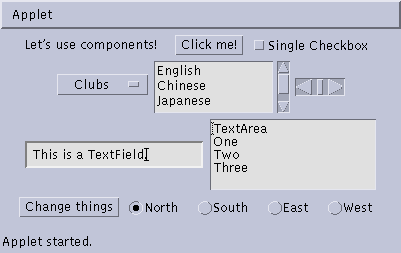 Applet
Let's use components! Click me! Single Checkbox
Clubs
English
Chinese
Japanese
This is a TextField
TextArea
One
Two
Three
Change things North South East West
Applet started.